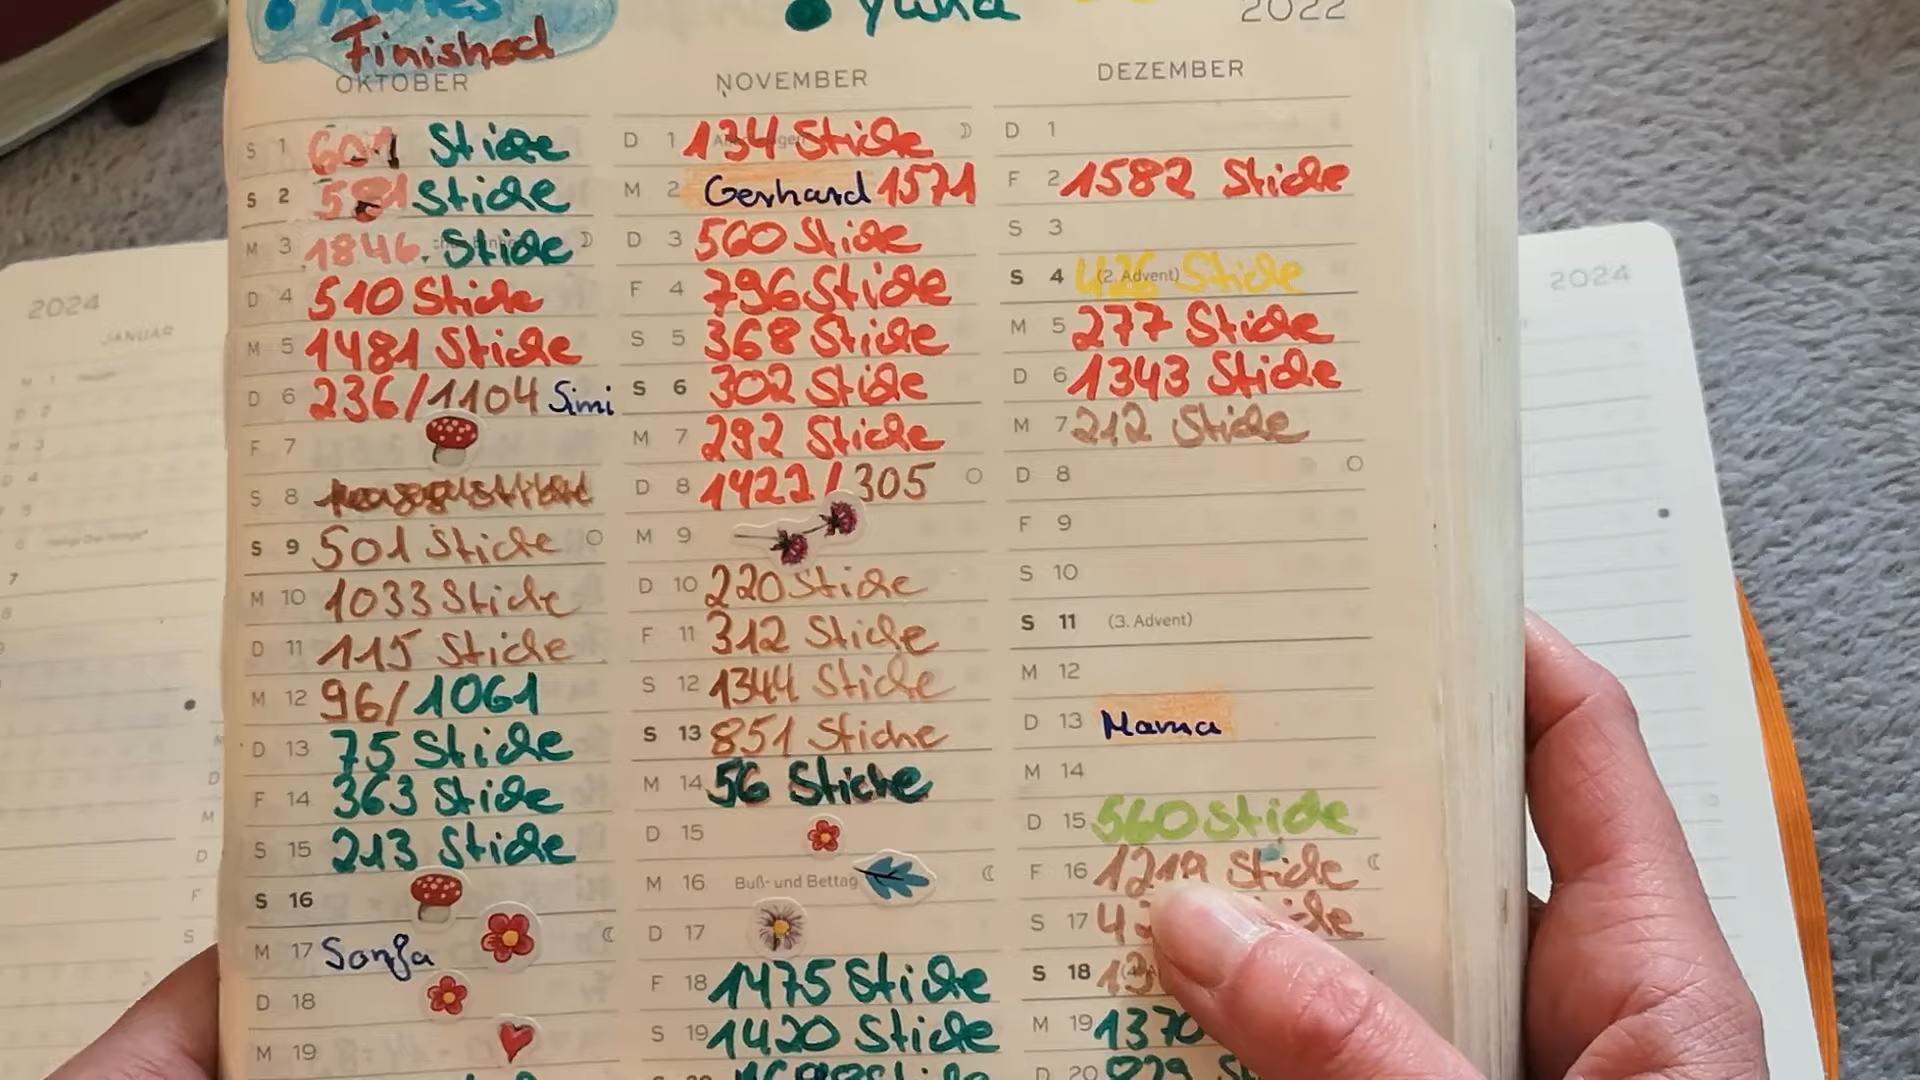 Finished
2022
OKTOBER
S 1 601 Stiche
S 2 581 Stiche
M 3 1846 Stiche
D 4 510 Stiche
M 5 1481 Stiche
D 6 236/1104 Simi
F 7
S 8
S 9 501 Stiche
M 10 1033 Stiche
D 11 115 Stiche
M 12 96/1061
D 13 75 Stiche
F 14 363 Stiche
S 15 213 Stiche
S 16
M 17 Sonja
D 18
M 19
NOVEMBER
D 1 134 Stiche
M 2 Gerhard 1571
D 3 560 Stiche
F 4 796 Stiche
S 5 368 Stiche
S 6 302 Stiche
M 7 292 Stiche
D 8 1422/305
M 9
D 10 220 Stiche
F 11 312 Stiche
S 12 1344 Stiche
S 13 851 Stiche
M 14 56 Stiche
D 15
M 16 Buß- und Bettag
D 17
F 18 1475 Stiche
S 19 1420 Stiche
DEZEMBER
D 1
F 2 1582 Stiche
S 3
S 4 (2. Advent) 426 Stiche
M 5 277 Stiche
D 6 1343 Stiche
M 7 212 Stiche
D 8
F 9
S 10
S 11 (3. Advent)
M 12
D 13 Mama
M 14
D 15 560 Stiche
F 16 1219 Stiche
S 17
S 18
M 19 1370
D 20
2024
JANUAR
2024